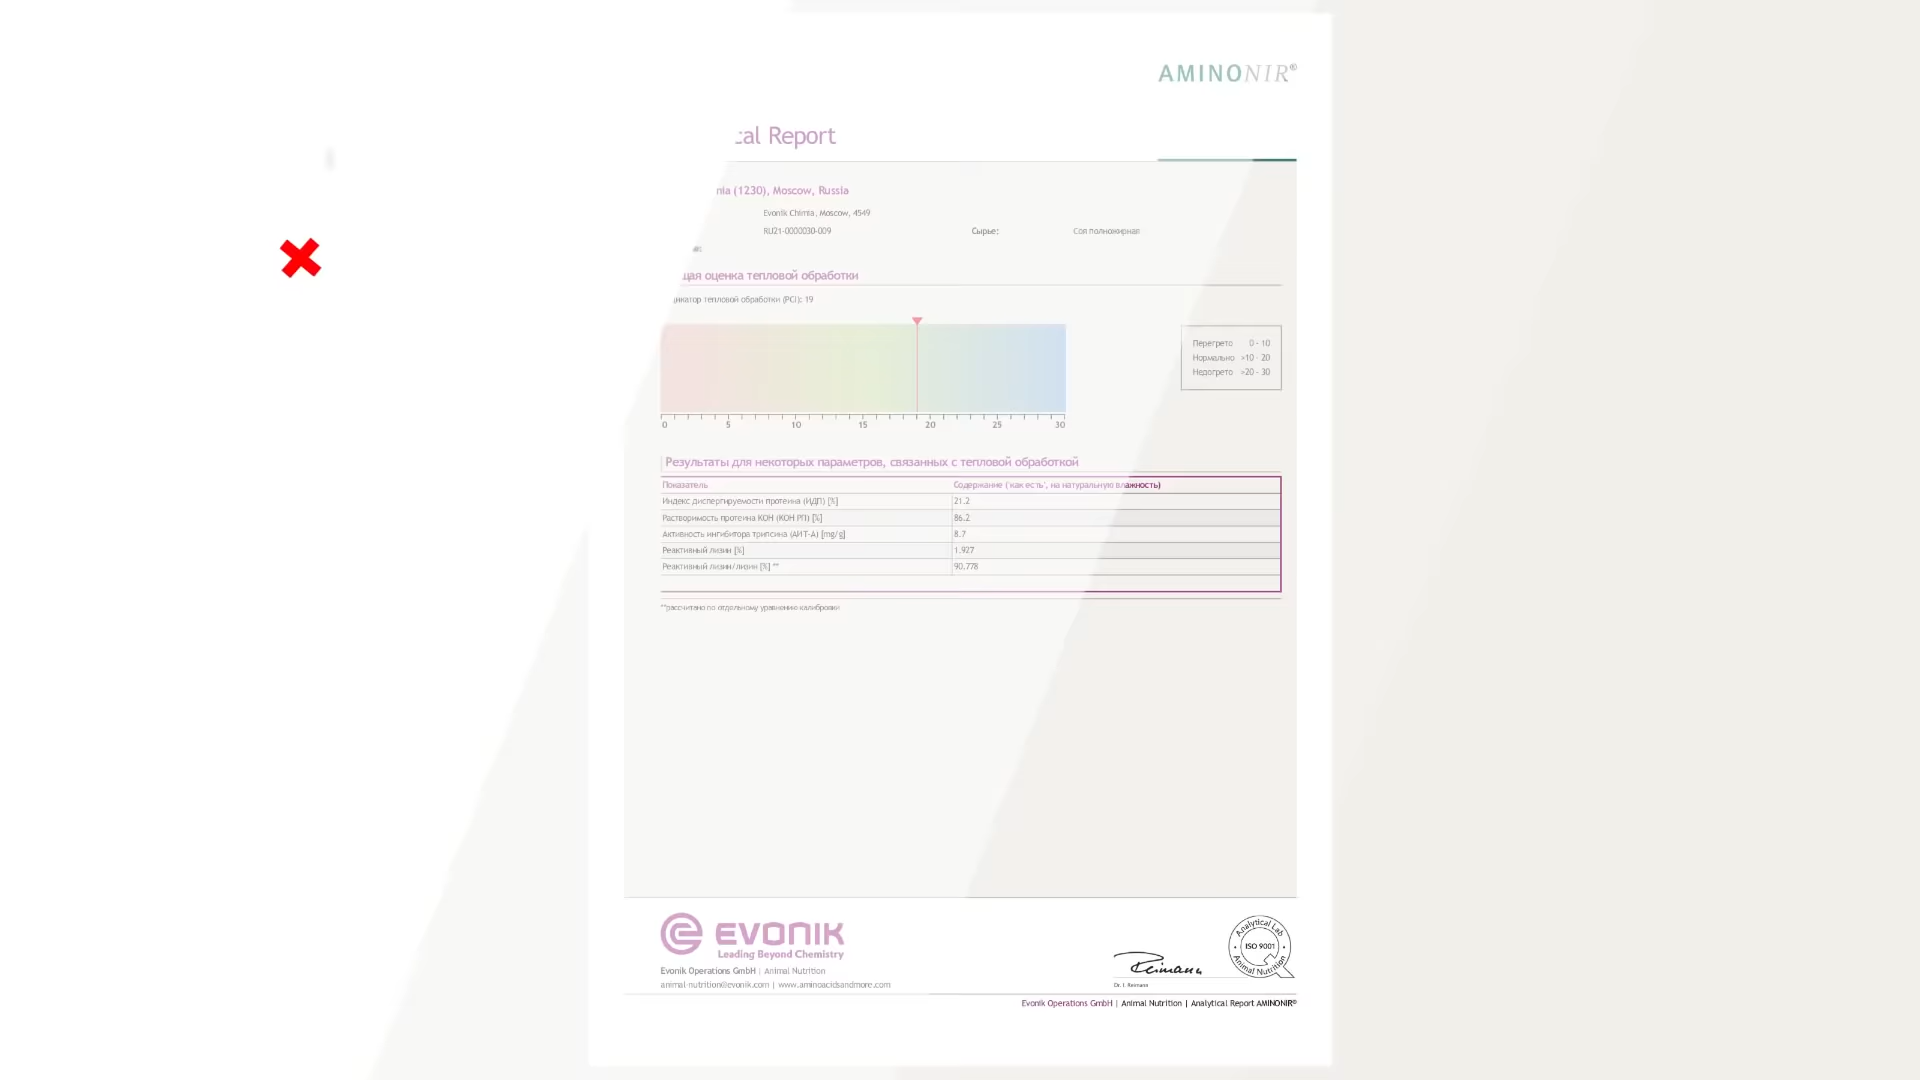 AMINONIR®
cal Report
nia (1230), Moscow, Russia
Evonik Chimia, Moscow, 4549
RU21-0000030-009 Сырье: Соя полножирная
щая оценка тепловой обработки
икатор тепловой обработки (PCI): 19
Перегрето 0 - 10
Нормально >10 - 20
Недогрето >20 - 30
0 5 10 15 20 25 30
Результаты для некоторых параметров, связанных с тепловой обработкой
Показатель Содержание ('как есть', на натуральную влажность)
Индекс диспергируемости протеина (ИДП) [%] 21.2
Растворимость протеина КОН (КОН РП) [%] 86.2
Активность ингибитора трипсина (АИТ-А) [mg/g] 8.7
Реактивный лизин [%] 1.927
Реактивный лизин/лизин [%] ** 90.778
**рассчитано по отдельному уравнению калибровки
EVONIK
Leading Beyond Chemistry
Evonik Operations GmbH | Animal Nutrition
animal-nutrition@evonik.com | www.aminoacidsandmore.com
Reimann
Dr. I. Reimann
Analytical Lab
ISO 9001
Animal Nutrition
Evonik Operations GmbH | Animal Nutrition | Analytical Report AMINONIR®